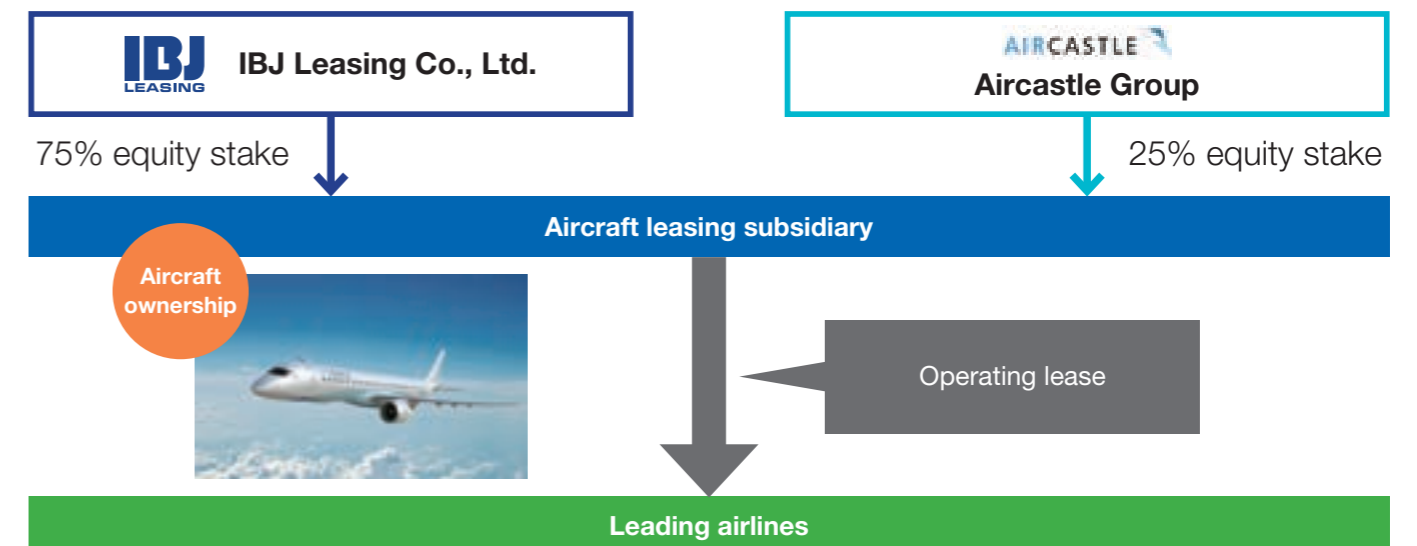 IBJ
LEASING
IBJ Leasing Co., Ltd.
AIRCASTLE
Aircastle Group
75% equity stake
25% equity stake
Aircraft leasing subsidiary
Aircraft
ownership
Operating lease
Leading airlines